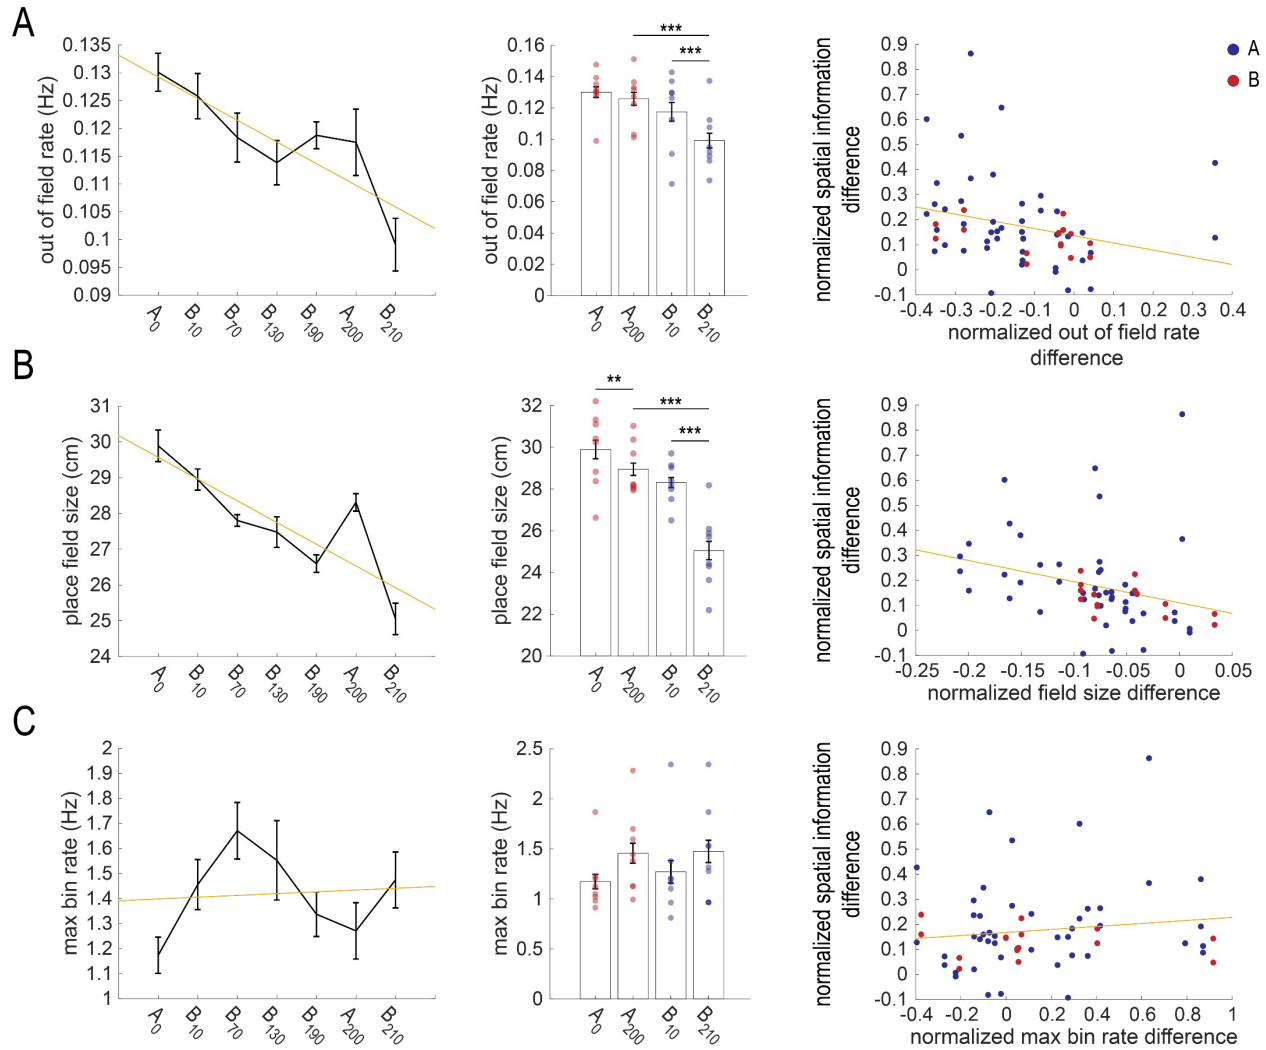 A
out of field rate (Hz)
0.135
0.13
0.125
0.12
0.115
0.11
0.105
0.1
0.095
0.09
A0
B10
B70
B130
B190
A200
B210
out of field rate (Hz)
0.16
0.14
0.12
0.1
0.08
0.06
0.04
0.02
0
***
***
A0
A200
B10
B210
normalized spatial information
difference
0.9
0.8
0.7
0.6
0.5
0.4
0.3
0.2
0.1
0
-0.1
-0.4 -0.3 -0.2 -0.1 0 0.1 0.2 0.3 0.4
normalized out of field rate
difference
A
B
B
place field size (cm)
31
30
29
28
27
26
25
24
A0
B10
B70
B130
B190
A200
B210
place field size (cm)
32
30
28
26
24
22
20
**
***
***
A0
A200
B10
B210
normalized spatial information
difference
0.9
0.8
0.7
0.6
0.5
0.4
0.3
0.2
0.1
0
-0.1
-0.25 -0.2 -0.15 -0.1 -0.05 0 0.05
normalized field size difference
C
max bin rate (Hz)
2
1.9
1.8
1.7
1.6
1.5
1.4
1.3
1.2
1.1
1
A0
B10
B70
B130
B190
A200
B210
max bin rate (Hz)
2.5
2
1.5
1
0.5
0
A0
A200
B10
B210
normalized spatial information
difference
0.9
0.8
0.7
0.6
0.5
0.4
0.3
0.2
0.1
0
-0.1
-0.4 -0.2 0 0.2 0.4 0.6 0.8 1
normalized max bin rate difference